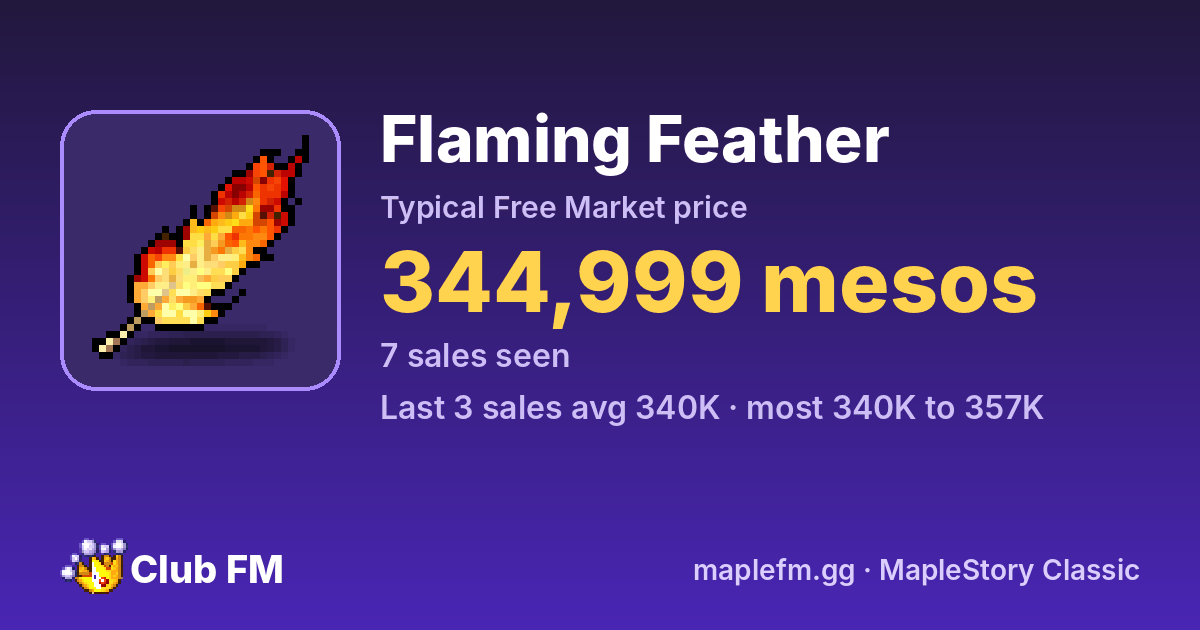 Flaming Feather
Typical Free Market price
344,999 mesos
7 sales seen
Last 3 sales avg 340K · most 340K to 357K
Club FM
maplefm.gg · MapleStory Classic